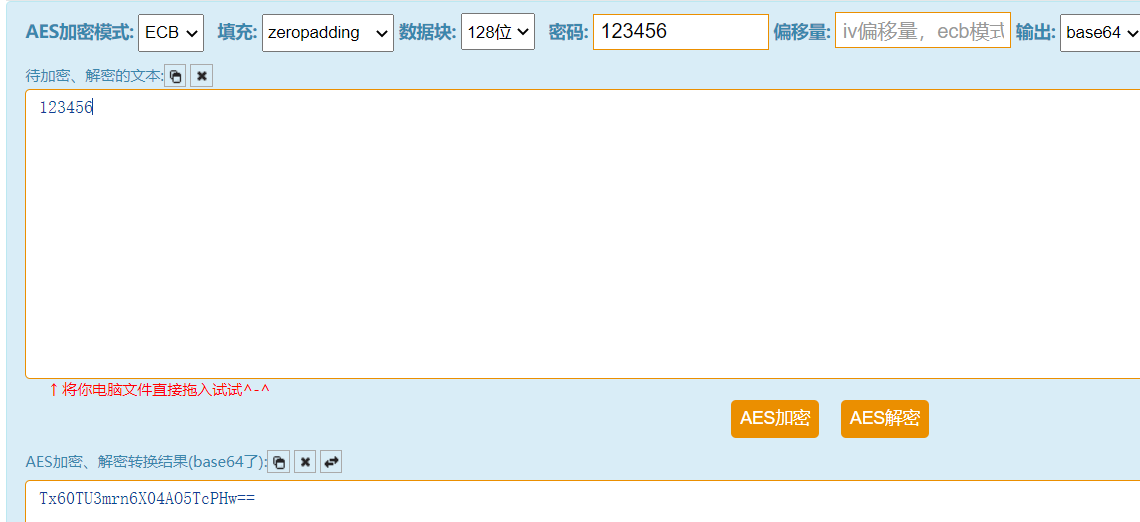 AES加密模式: ECB 填充: zeropadding 数据块: 128位 密码: 123456 偏移量: iv偏移量，ecb模式 输出: base64
待加密、解密的文本:
123456
↑将你电脑文件直接拖入试试^-^
AES加密 AES解密
AES加密、解密转换结果(base64了):
Tx60TU3mrn6X04AO5TcPHw==